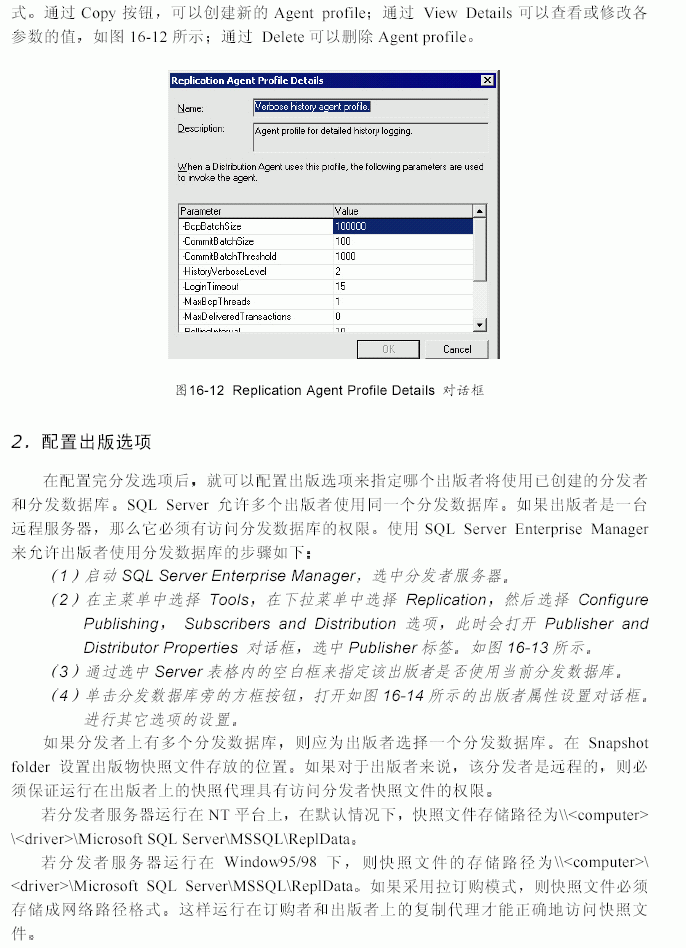 式。通过 Copy 按钮，可以创建新的 Agent profile；通过 View Details 可以查看或修改各
参数的值，如图 16-12 所示；通过 Delete 可以删除 Agent profile。
Replication Agent Profile Details
Name: Verbose history agent profile.
Description: Agent profile for detailed history logging.
When a Distribution Agent uses this profile, the following parameters are used
to invoke the agent.
Parameter Value
-BcpBatchSize 100000
-CommitBatchSize 100
-CommitBatchThreshold 1000
-HistoryVerboseLevel 2
-LoginTimeout 15
-MaxBcpThreads 1
-MaxDeliveredTransactions 0
-PollingInterval 10
OK Cancel
图16-12 Replication Agent Profile Details 对话框
2. 配置出版选项
在配置完分发选项后，就可以配置出版选项来指定哪个出版者将使用已创建的分发者
和分发数据库。SQL Server 允许多个出版者使用同一个分发数据库。如果出版者是一台
远程服务器，那么它必须有访问分发数据库的权限。使用 SQL Server Enterprise Manager
来允许出版者使用分发数据库的步骤如下：
（1）启动 SQL Server Enterprise Manager，选中分发者服务器。
（2）在主菜单中选择 Tools，在下拉菜单中选择 Replication，然后选择 Configure
Publishing， Subscribers and Distribution 选项，此时会打开 Publisher and
Distributor Properties 对话框，选中 Publisher 标签。如图 16-13 所示。
（3）通过选中 Server 表格内的空白框来指定该出版者是否使用当前分发数据库。
（4）单击分发数据库旁的方框按钮，打开如图 16-14 所示的出版者属性设置对话框。
进行其它选项的设置。
如果分发者上有多个分发数据库，则应为出版者选择一个分发数据库。在 Snapshot
folder 设置出版物快照文件存放的位置。如果对于出版者来说，该分发者是远程的，则必
须保证运行在出版者上的快照代理具有访问分发者快照文件的权限。
若分发者服务器运行在 NT 平台上，在默认情况下，快照文件存储路径为\\<computer>
\<driver>\Microsoft SQL Server\MSSQL\ReplData。
若分发者服务器运行在 Window95/98 下，则快照文件的存储路径为\\<computer>\
<driver>\Microsoft SQL Server\MSSQL\ReplData。如果采用拉订购模式，则快照文件必须
存储成网络路径格式。这样运行在订购者和出版者上的复制代理才能正确地访问快照文
件。